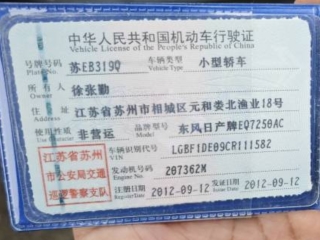 中华人民共和国机动车行驶证
Vehicle License of the People's Republic of China
号牌号码 苏EB319Q 车辆类型 小型轿车
Plate No. Vehicle Type
所有人 徐张勤
Owner
住址 江苏省苏州市相城区元和娄北渔业18号
Address
使用性质 非营运 品牌型号 东风日产牌EQ7250AC
Use Character Model
江苏省苏州 车辆识别代号 LGBF1DE09CR111582
VIN
市公安局交通 发动机号码 207362M
Engine No.
巡逻警察支队 注册日期 2012-09-12 发证日期 2012-09-12
Register Date Issue Date